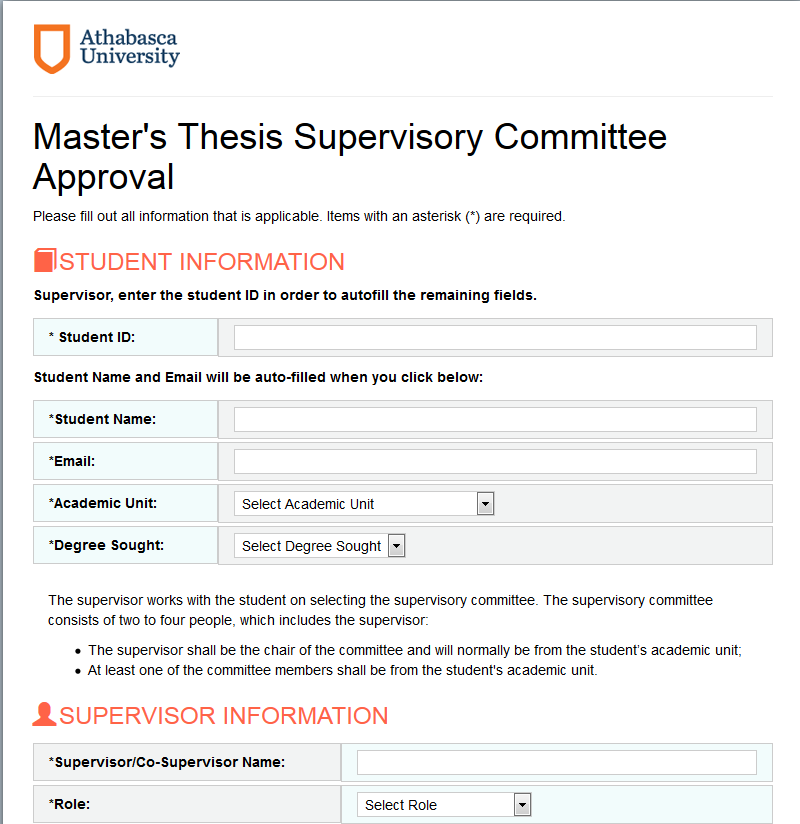 Athabasca
University
Master's Thesis Supervisory Committee
Approval
Please fill out all information that is applicable. Items with an asterisk (*) are required.
STUDENT INFORMATION
Supervisor, enter the student ID in order to autofill the remaining fields.
* Student ID:
Student Name and Email will be auto-filled when you click below:
*Student Name:
*Email:
*Academic Unit: Select Academic Unit
*Degree Sought: Select Degree Sought
The supervisor works with the student on selecting the supervisory committee. The supervisory committee
consists of two to four people, which includes the supervisor:
• The supervisor shall be the chair of the committee and will normally be from the student’s academic unit;
• At least one of the committee members shall be from the student's academic unit.
SUPERVISOR INFORMATION
*Supervisor/Co-Supervisor Name:
*Role: Select Role